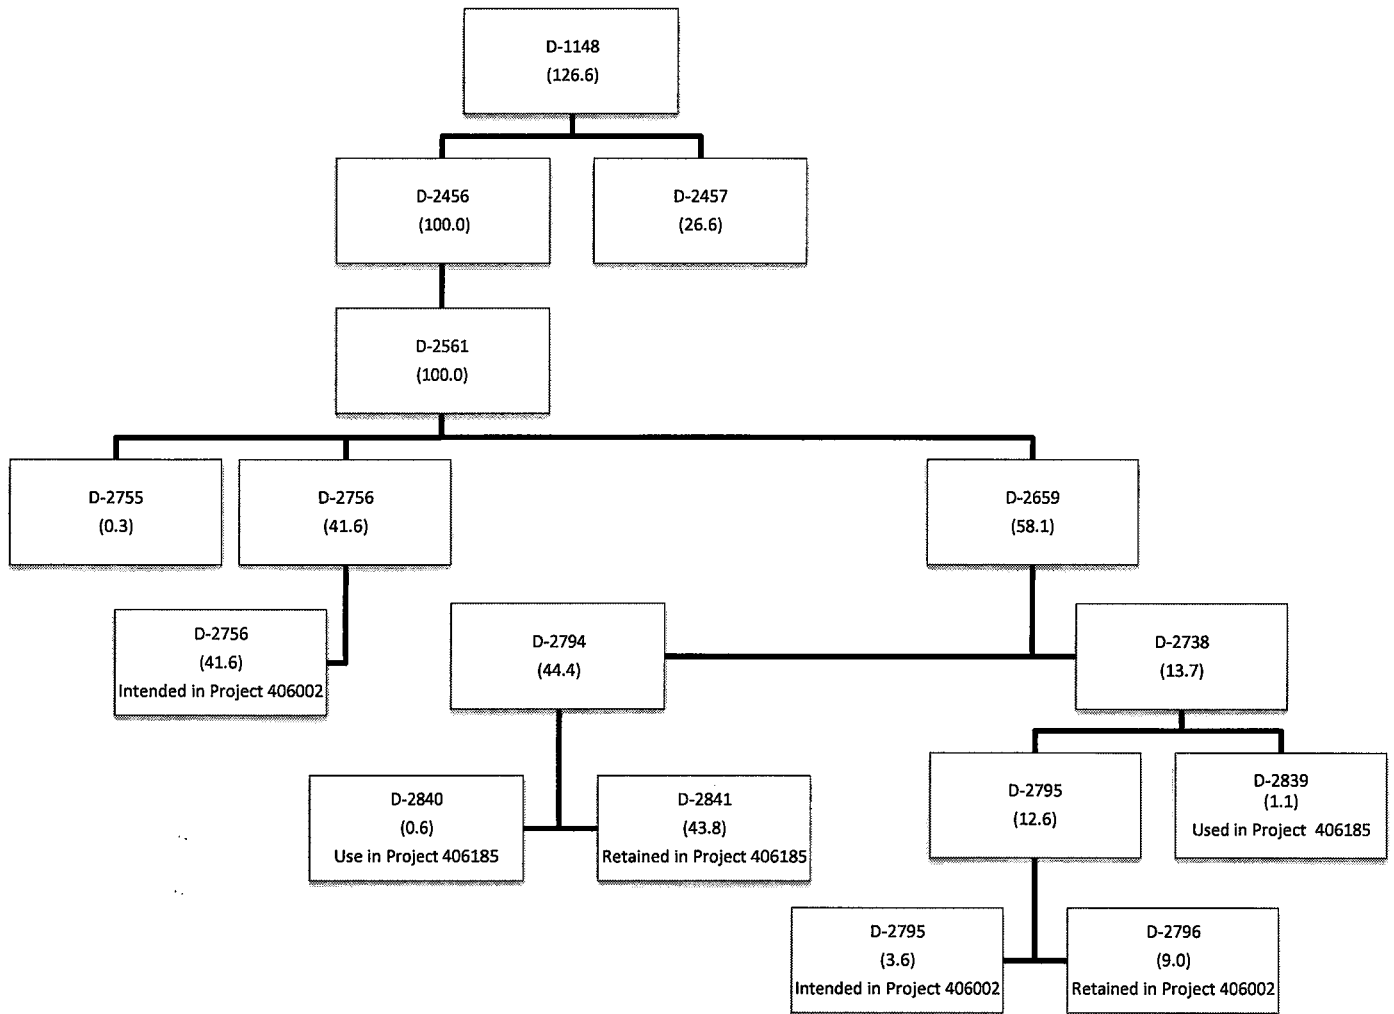 D-1148
(126.6)
D-2456
(100.0)
D-2457
(26.6)
D-2561
(100.0)
D-2755
(0.3)
D-2756
(41.6)
D-2659
(58.1)
D-2756
(41.6)
Intended in Project 406002
D-2794
(44.4)
D-2738
(13.7)
D-2840
(0.6)
Use in Project 406185
D-2841
(43.8)
Retained in Project 406185
D-2795
(12.6)
D-2839
(1.1)
Used in Project 406185
D-2795
(3.6)
Intended in Project 406002
D-2796
(9.0)
Retained in Project 406002